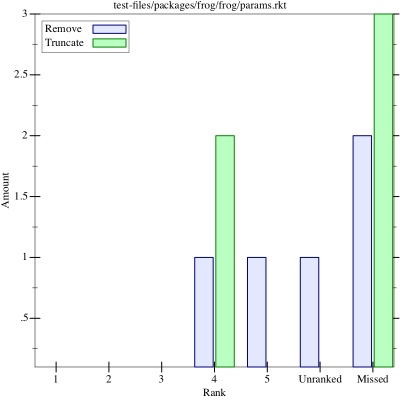 test-files/packages/frog/frog/params.rkt
Remove
Truncate
3
2.5
2
1.5
1
.5
Amount
1 2 3 4 5 Unranked Missed
Rank